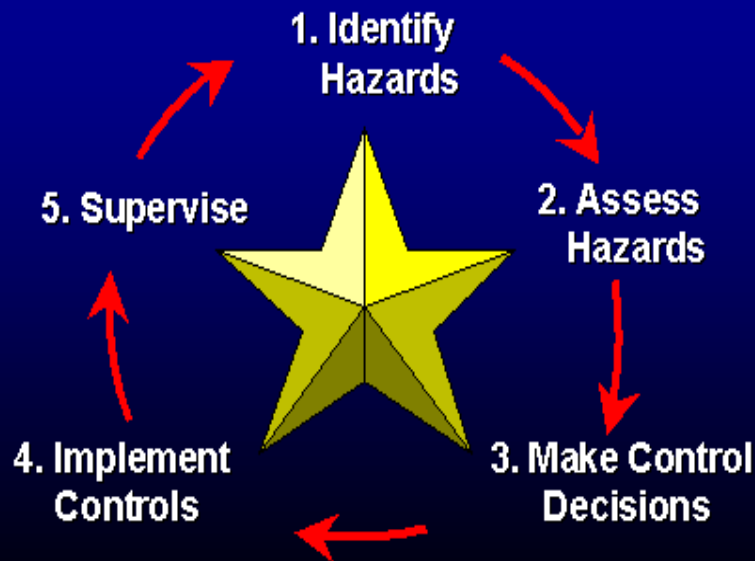 1. Identify
Hazards
2. Assess
Hazards
3. Make Control
Decisions
4. Implement
Controls
5. Supervise